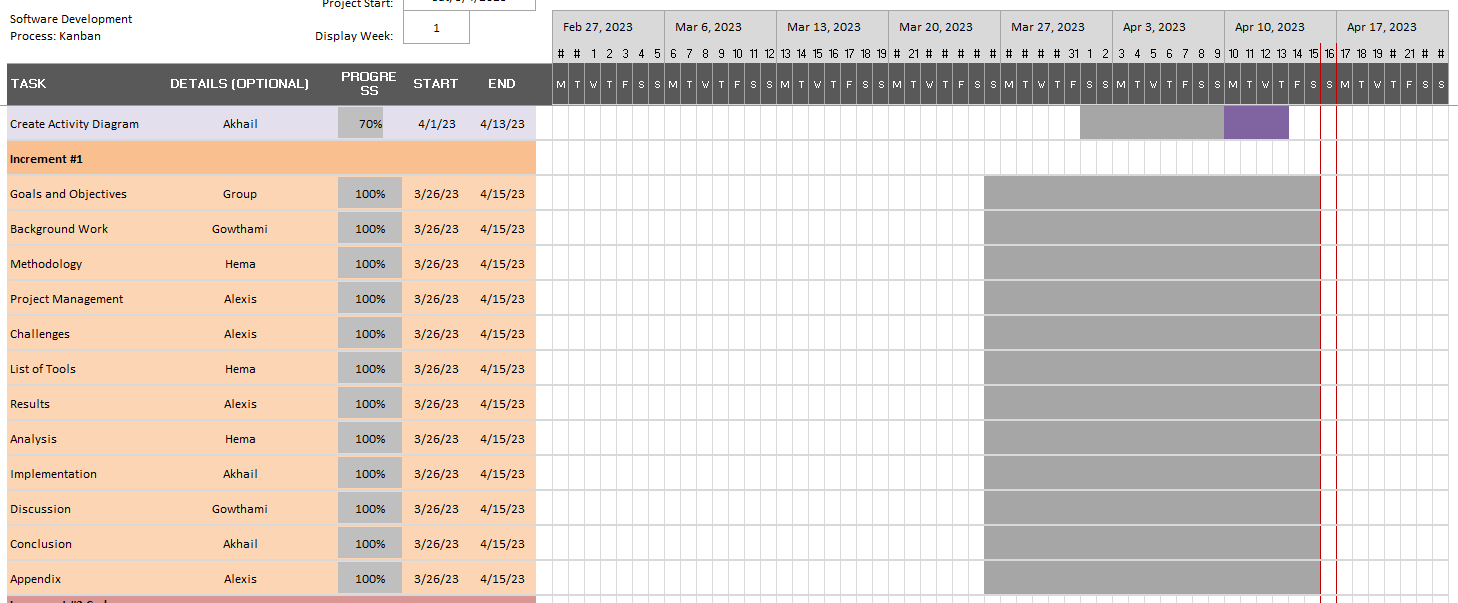 Project Start:
Software Development
Process: Kanban
Display Week: 1
Feb 27, 2023 Mar 6, 2023 Mar 13, 2023 Mar 20, 2023 Mar 27, 2023 Apr 3, 2023 Apr 10, 2023 Apr 17, 2023
# # 1 2 3 4 5 6 7 8 9 10 11 12 13 14 15 16 17 18 19 # 21 # # # # # # # # # 31 1 2 3 4 5 6 7 8 9 10 11 12 13 14 15 16 17 18 19 # 21 # #
TASK DETAILS (OPTIONAL) PROGRE SS START END M T W T F S S M T W T F S S M T W T F S S M T W T F S S M T W T F S S M T W T F S S M T W T F S S M T W T F S S
Create Activity Diagram Akhail 70% 4/1/23 4/13/23
Increment #1
Goals and Objectives Group 100% 3/26/23 4/15/23
Background Work Gowthami 100% 3/26/23 4/15/23
Methodology Hema 100% 3/26/23 4/15/23
Project Management Alexis 100% 3/26/23 4/15/23
Challenges Alexis 100% 3/26/23 4/15/23
List of Tools Hema 100% 3/26/23 4/15/23
Results Alexis 100% 3/26/23 4/15/23
Analysis Hema 100% 3/26/23 4/15/23
Implementation Akhail 100% 3/26/23 4/15/23
Discussion Gowthami 100% 3/26/23 4/15/23
Conclusion Akhail 100% 3/26/23 4/15/23
Appendix Alexis 100% 3/26/23 4/15/23